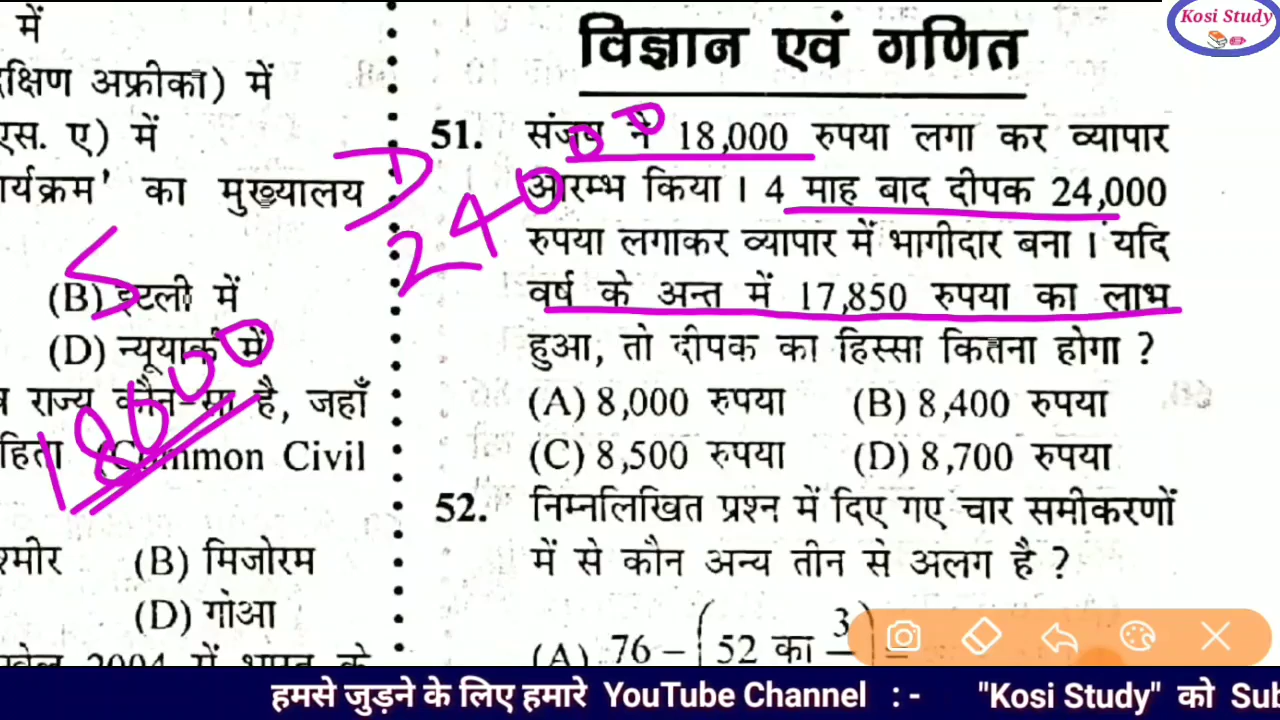 Kosi Study
में
दक्षिण अफ्रीका) में
एस. ए) में
र्यक्रम' का मुख्यालय
(B) इटली में
(D) न्यूयार्क में
राज्य कौन-सा है, जहाँ
हिता (Common Civil
श्मीर (B) मिजोरम
(D) गोआ
विज्ञान एवं गणित
51. संजय ने 18,000 रुपया लगा कर व्यापार
आरम्भ किया । 4 माह बाद दीपक 24,000
रुपया लगाकर व्यापार में भागीदार बना । यदि
वर्ष के अन्त में 17,850 रुपया का लाभ
हुआ, तो दीपक का हिस्सा कितना होगा ?
(A) 8,000 रुपया (B) 8,400 रुपया
(C) 8,500 रुपया (D) 8,700 रुपया
52. निम्नलिखित प्रश्न में दिए गए चार समीकरणों
में से कौन अन्य तीन से अलग है ?
(A) 76 – (52 का 3
S
18000
D
24000
हमसे जुड़ने के लिए हमारे YouTube Channel :- "Kosi Study" को Sub